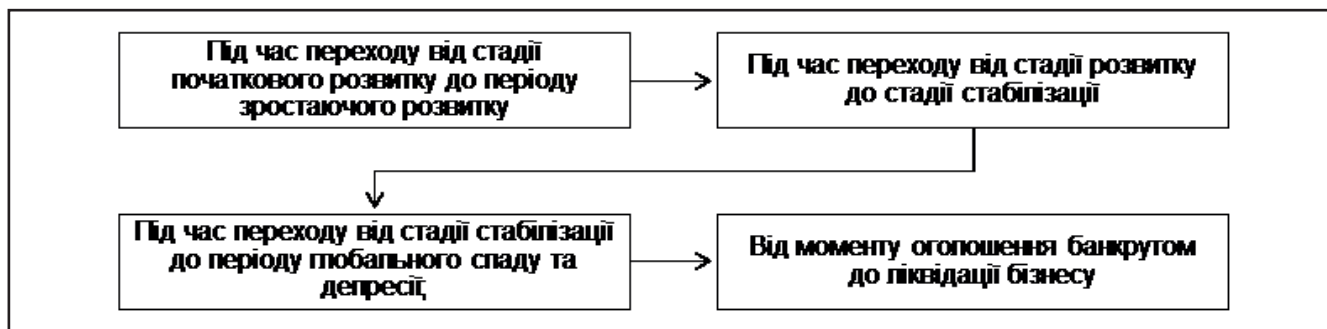 Під час переходу від стадії
початкового розвитку до періоду
зростаючого розвитку
Під час переходу від стадії розвитку
до стадії стабілізації
Під час переходу від стадії стабілізації
до періоду глобального спаду та
депресії;
Від моменту оголошення банкрутом
до ліквідації бізнесу